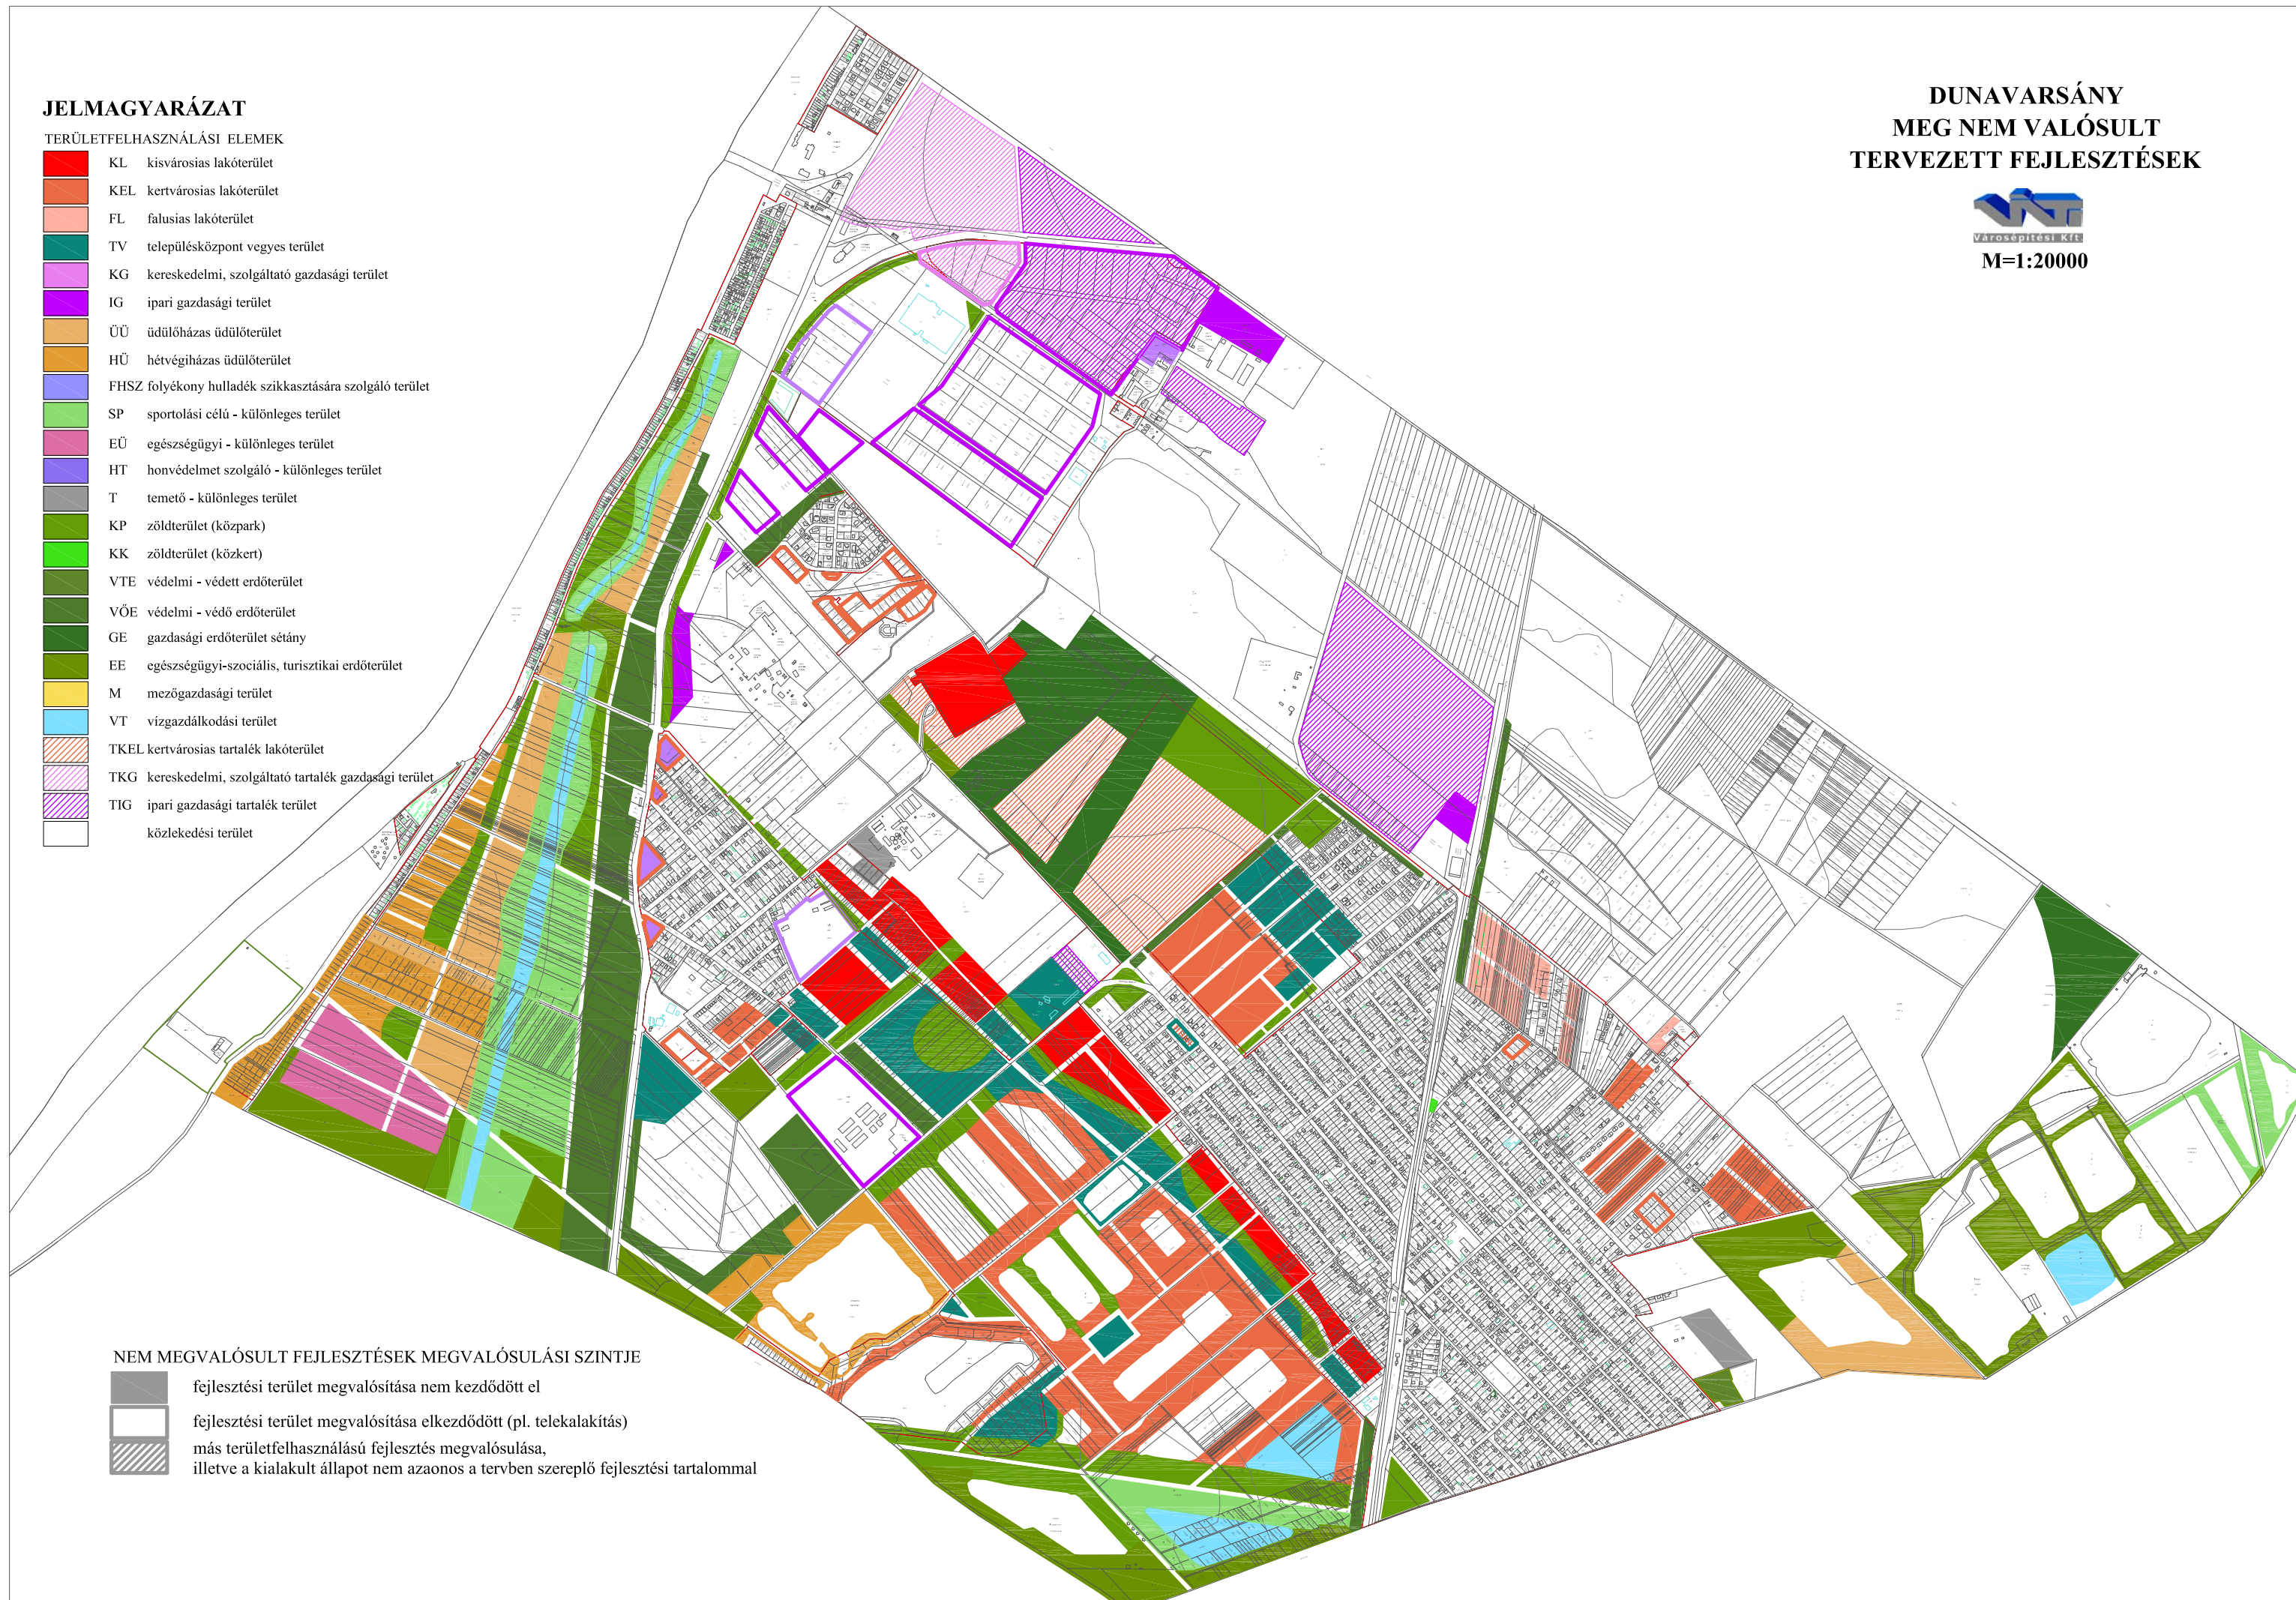 JELMAGYARÁZAT
TERÜLETFELHASZNÁLÁSI ELEMEK
KL kisvárosias lakóterület
KEL kertvárosias lakóterület
FL falusias lakóterület
TV településközpont vegyes terület
KG kereskedelmi, szolgáltató gazdasági terület
IG ipari gazdasági terület
ÜÜ üdülőházas üdülőterület
HÜ hétvégiházas üdülőterület
FHSZ folyékony hulladék szikkasztására szolgáló terület
SP sportolási célú - különleges terület
EÜ egészségügyi - különleges terület
HT honvédelmet szolgáló - különleges terület
T temető - különleges terület
KP zöldterület (közpark)
KK zöldterület (közkert)
VTE védelmi - védett erdőterület
VŐE védelmi - védő erdőterület
GE gazdasági erdőterület sétány
EE egészségügyi-szociális, turisztikai erdőterület
M mezőgazdasági terület
VT vízgazdálkodási terület
TKEL kertvárosias tartalék lakóterület
TKG kereskedelmi, szolgáltató tartalék gazdasági terület
TIG ipari gazdasági tartalék terület
közlekedési terület
DUNAVARSÁNY
MEG NEM VALÓSULT
TERVEZETT FEJLESZTÉSEK
VÁTI
Városépítési Kft.
M=1:20000
NEM MEGVALÓSULT FEJLESZTÉSEK MEGVALÓSULÁSI SZINTJE
fejlesztési terület megvalósítása nem kezdődött el
fejlesztési terület megvalósítása elkezdődött (pl. telekalakítás)
más területfelhasználású fejlesztés megvalósulása,
illetve a kialakult állapot nem azaonos a tervben szereplő fejlesztési tartalommal